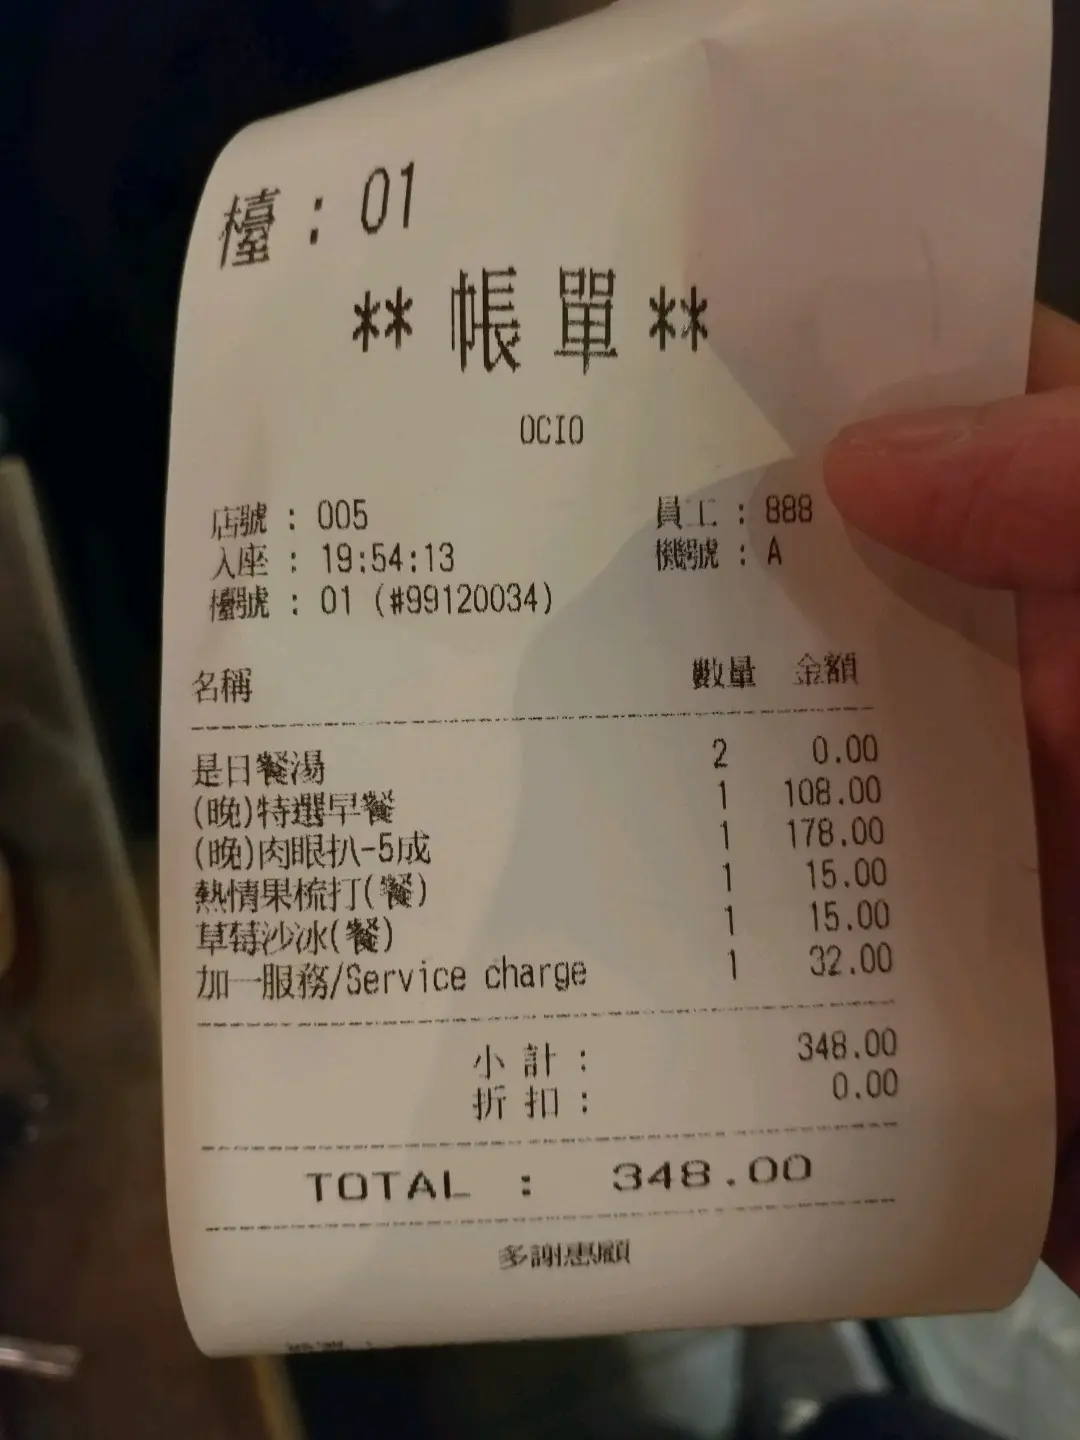 檯：01
** 帳單 **
OCIO
店號：005 員工：888
入座：19:54:13 機號：A
檯號：01 (#99120034)
名稱 數量 金額
是日餐湯 2 0.00
(晚)特選早餐 1 108.00
(晚)肉眼扒-5成 1 178.00
熱情果梳打(餐) 1 15.00
草莓沙冰(餐) 1 15.00
加一服務/Service charge 1 32.00
小計： 348.00
折扣： 0.00
TOTAL : 348.00
多謝惠顧